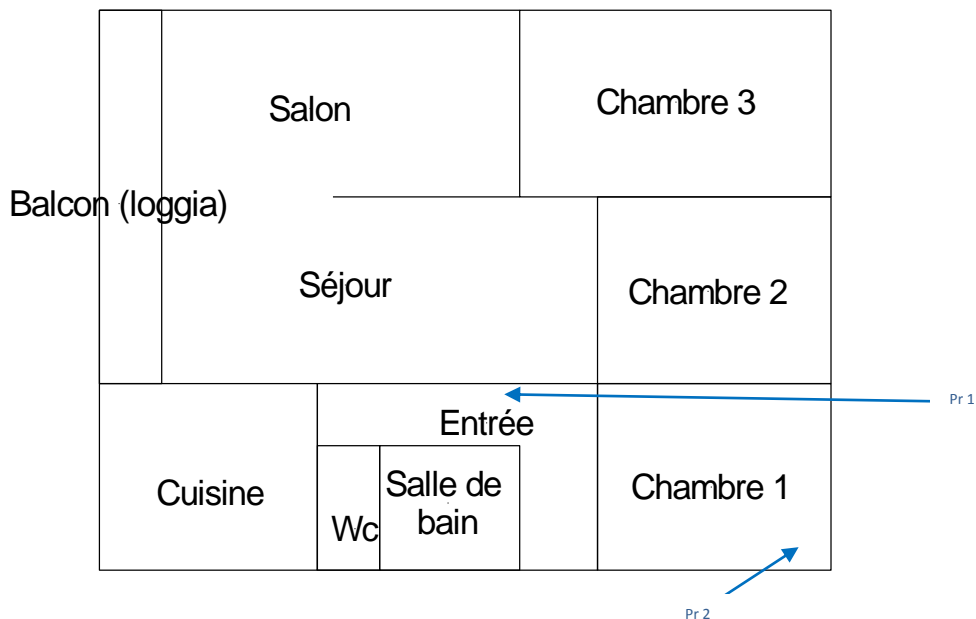 Salon
Chambre 3
Balcon (loggia)
Séjour
Chambre 2
Pr 1
Entrée
Cuisine
Wc
Salle de
bain
Chambre 1
Pr 2